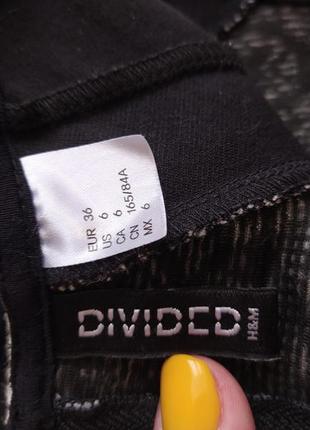 EUR 36
US 6
CA 6
CN 165/84A
MX 6
DIVIDED
H&M